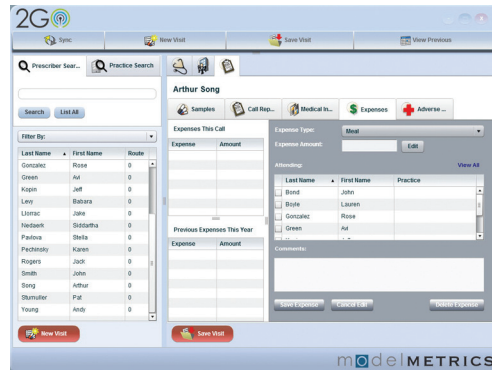 2GO
Sync
New Visit
Save Visit
View Previous
Prescriber Sear...
Practice Search
Search
List All
Filter By:
Last Name First Name Route
Gonzalez Rose 0
Green Avi 0
Kopin Jeff 0
Levy Babara 0
Llorrac Jake 0
Nedaerk Siddartha 0
Pavlova Stella 0
Pechinsky Karen 0
Rogers Jack 0
Smith John 0
Song Arthur 0
Stumuller Pat 0
Young Andy 0
New Visit
Arthur Song
Samples
Call Rep...
Medical In...
$ Expenses
Adverse ...
Expenses This Call
Expense Amount
Previous Expenses This Year
Expense Amount
Expense Type: Meal
Expense Amount: Edit
Attending: View All
Last Name First Name Practice
Bond John
Boyle Lauren
Gonzalez Rose
Green Avi
Comments:
Save Expense Cancel Edit Delete Expense
Save Visit
modelMETRICS